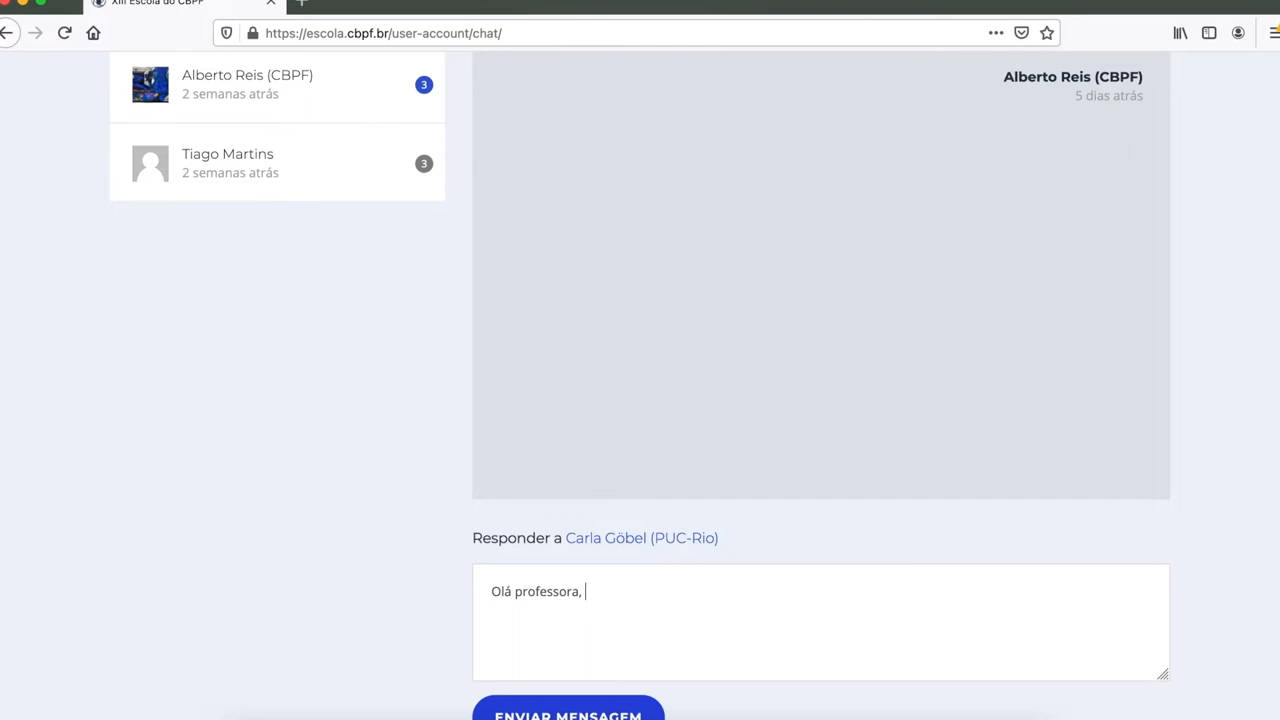 XIII Escola do CBPF
https://escola.cbpf.br/user-account/chat/
Alberto Reis (CBPF)
2 semanas atrás
3
Tiago Martins
2 semanas atrás
3
Alberto Reis (CBPF)
5 dias atrás
Responder a Carla Göbel (PUC-Rio)
Olá professora,
ENVIAR MENSAGEM